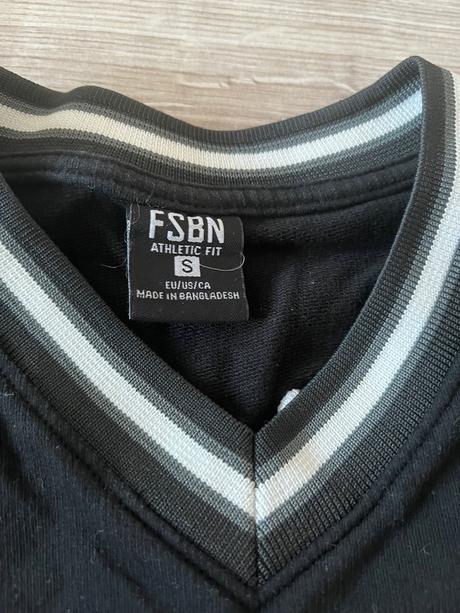 FSBN
ATHLETIC FIT
S
EU/US/CA
MADE IN BANGLADESH